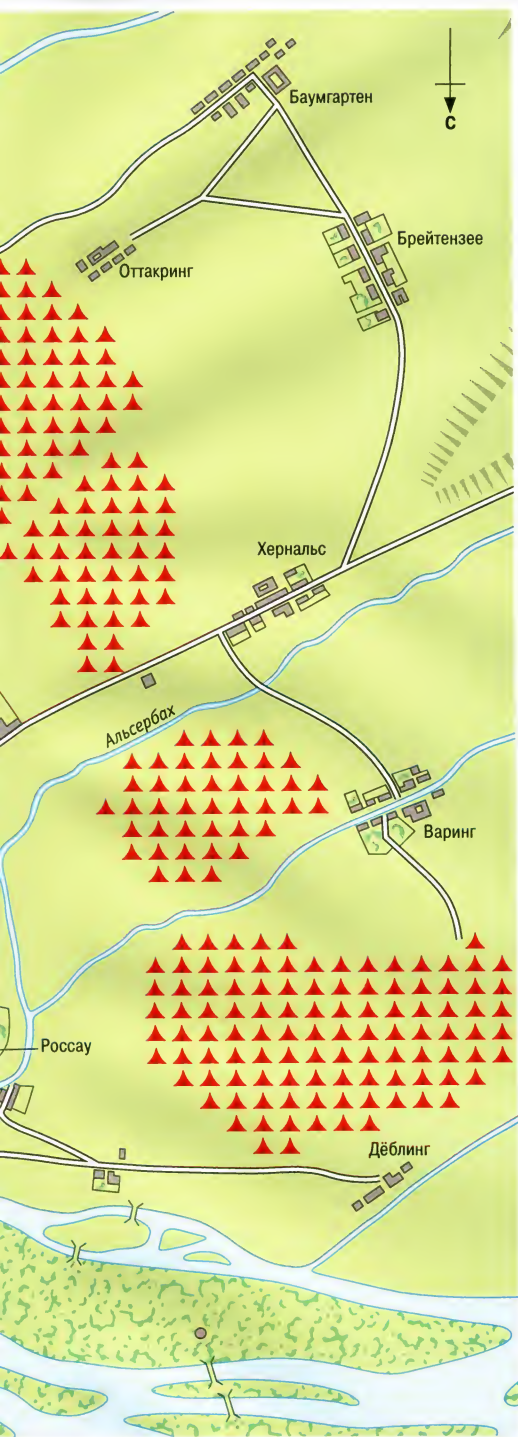 Баумгартен
С
Брейтензее
Оттакринг
Хернальс
Альсербах
Варинг
Россау
Дёблинг